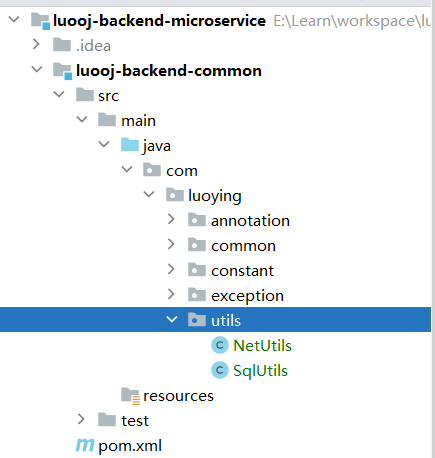 luooj-backend-microservice E:\Learn\workspace\lu
.idea
luooj-backend-common
src
main
java
com
luoying
annotation
common
constant
exception
utils
C NetUtils
C SqlUtils
resources
test
m pom.xml